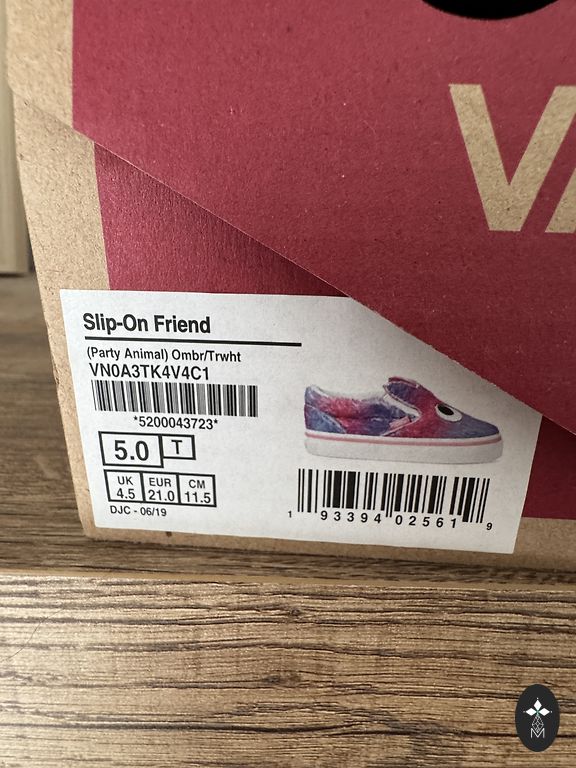 VA
Slip-On Friend
(Party Animal) Ombr/Trwht
VN0A3TK4V4C1
*5200043723*
5.0 T
UK EUR CM
4.5 21.0 11.5
DJC - 06/19
1 93394 02561 9
M